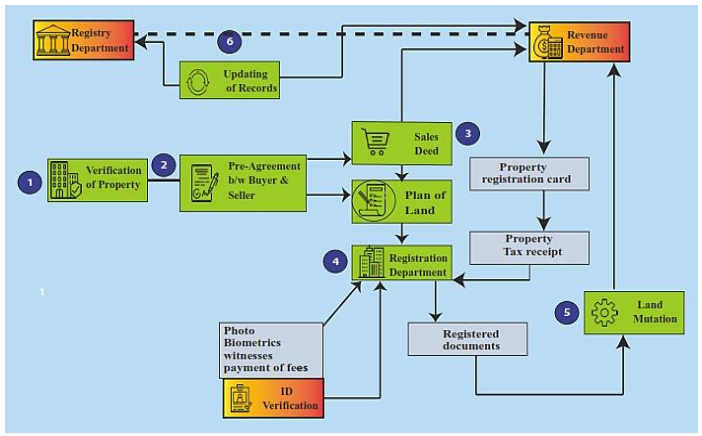 Registry
Department
6
Revenue
Department
Updating
of Records
Sales
Deed
3
1
Verification
of Property
2
Pre-Agreement
b/w Buyer &
Seller
Property
registration card
Plan of
Land
Property
Tax receipt
4
Registration
Department
1
5
Land
Mutation
Photo
Biometrics
witnesses
payment of fees
Registered
documents
ID
Verification